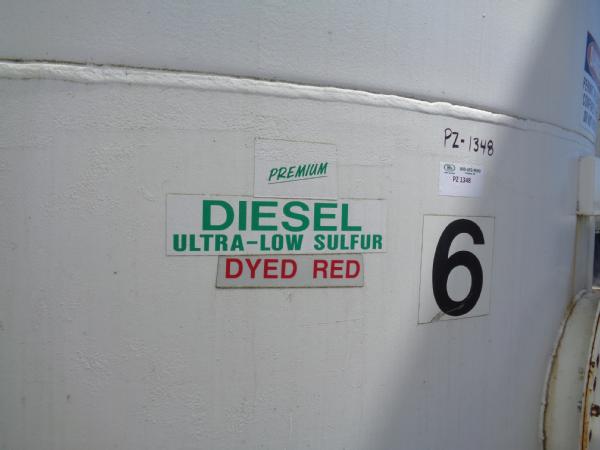 PZ-1348
PZ 1348
PREMIUM
DIESEL
ULTRA-LOW SULFUR
DYED RED
6